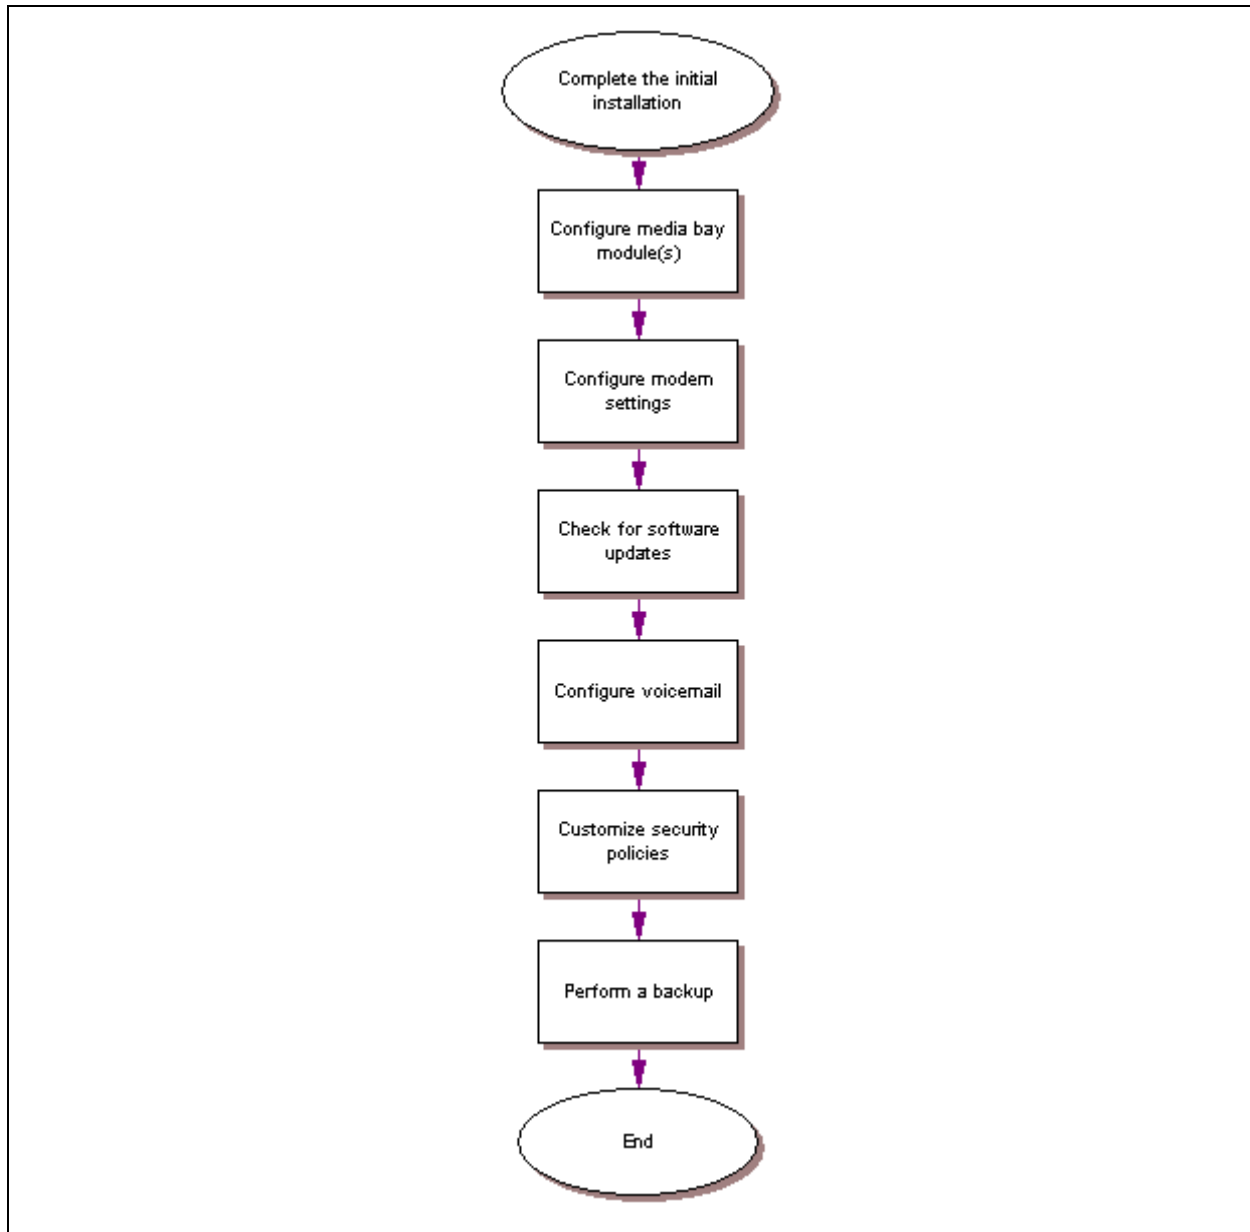 Complete the initial
installation
Configure media bay
module(s)
Configure modem
settings
Check for software
updates
Configure voicemail
Customize security
policies
Perform a backup
End